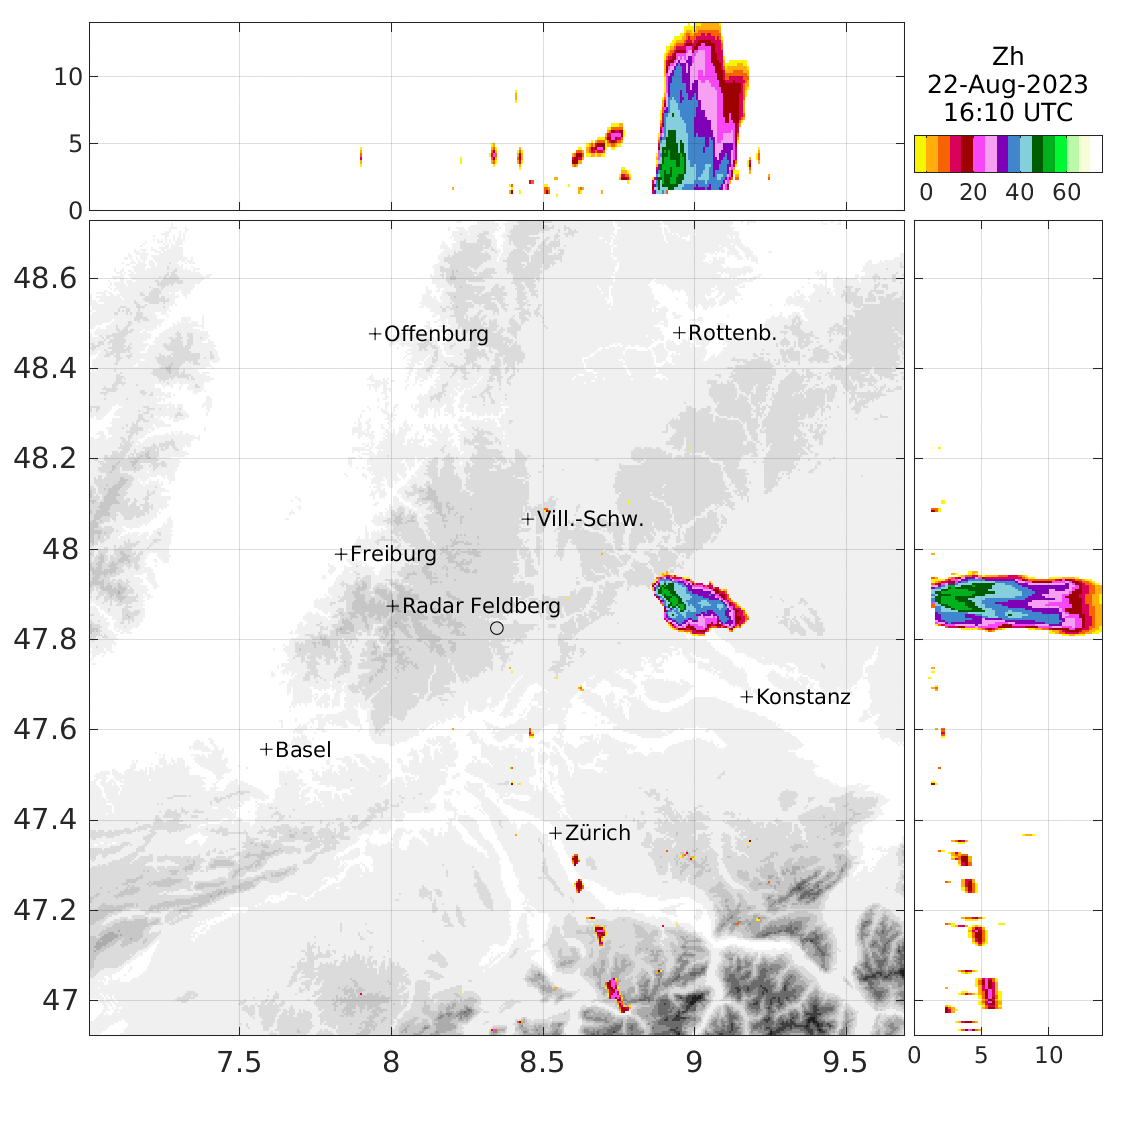 10
5
0
Zh
22-Aug-2023
16:10 UTC
0 20 40 60
48.6
48.4
48.2
48
47.8
47.6
47.4
47.2
47
Offenburg
Rottenb.
Vill.-Schw.
Freiburg
Radar Feldberg
Konstanz
Basel
Zürich
7.5 8 8.5 9 9.5
0 5 10